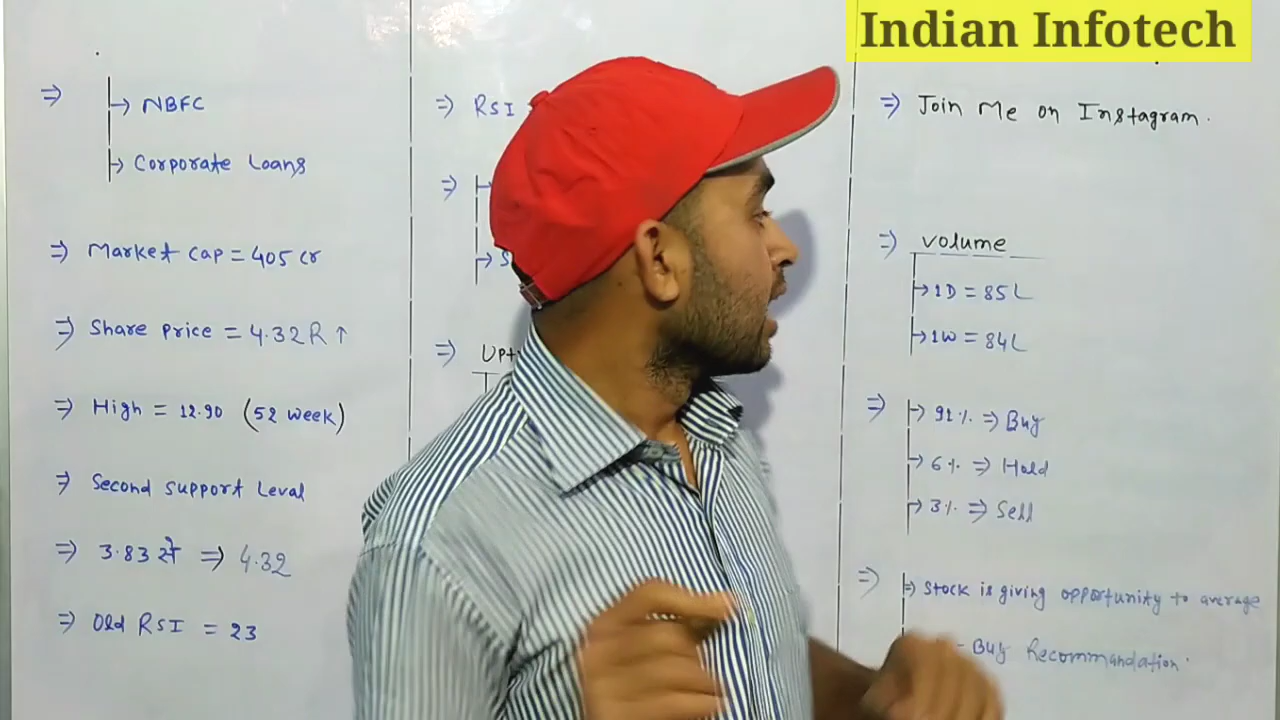 Indian Infotech
⇒ → NBFC
→ Corporate Loans
⇒ Market cap = 405 cr
⇒ Share price = 4.32 R ↑
⇒ High = 12.90 (52 week)
⇒ Second support Leval
⇒ 3.83 से ⇒ 4.32
⇒ Old RSI = 23
⇒ RSI
⇒
⇒
⇒ Join Me on Instagram.
⇒ volume
→ 1D = 85L
→ 1W = 84L
⇒ → 91% ⇒ Buy
→ 6% ⇒ Hold
→ 3% ⇒ Sell
⇒ → Stock is giving opportunity to average
- Buy Recommandation.